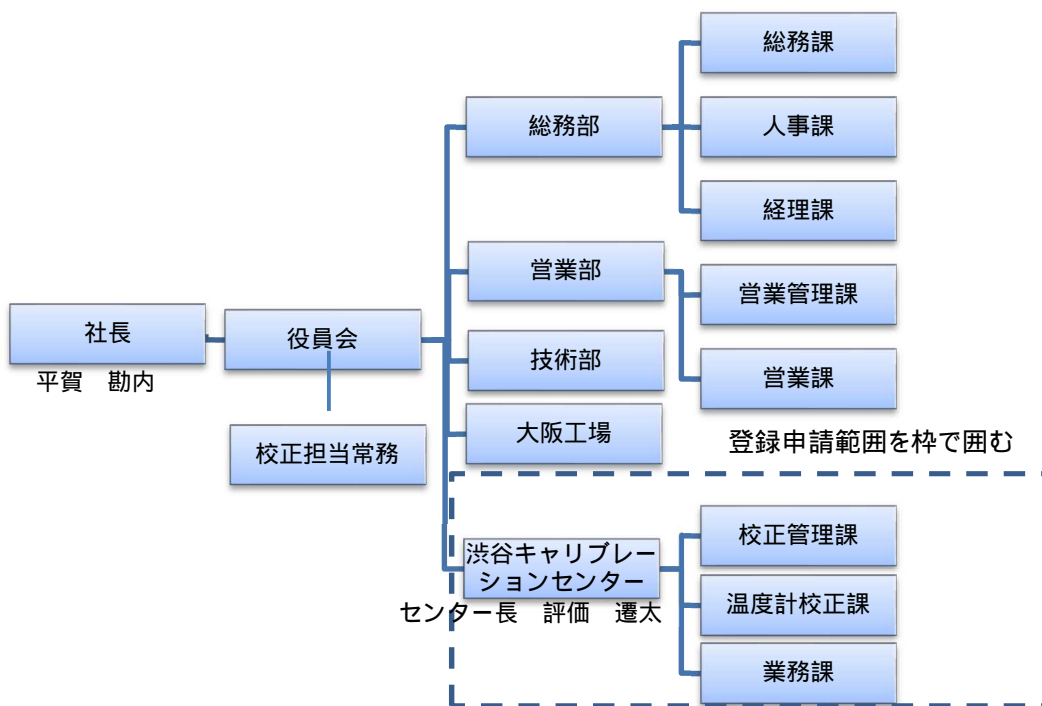 総務課
総務部
人事課
経理課
営業部
営業管理課
社長
役員会
技術部
営業課
平賀　勘内
校正担当常務
大阪工場
登録申請範囲を枠で囲む
校正管理課
渋谷キャリブレー
ションセンター
センター長　評価　遷太
温度計校正課
業務課